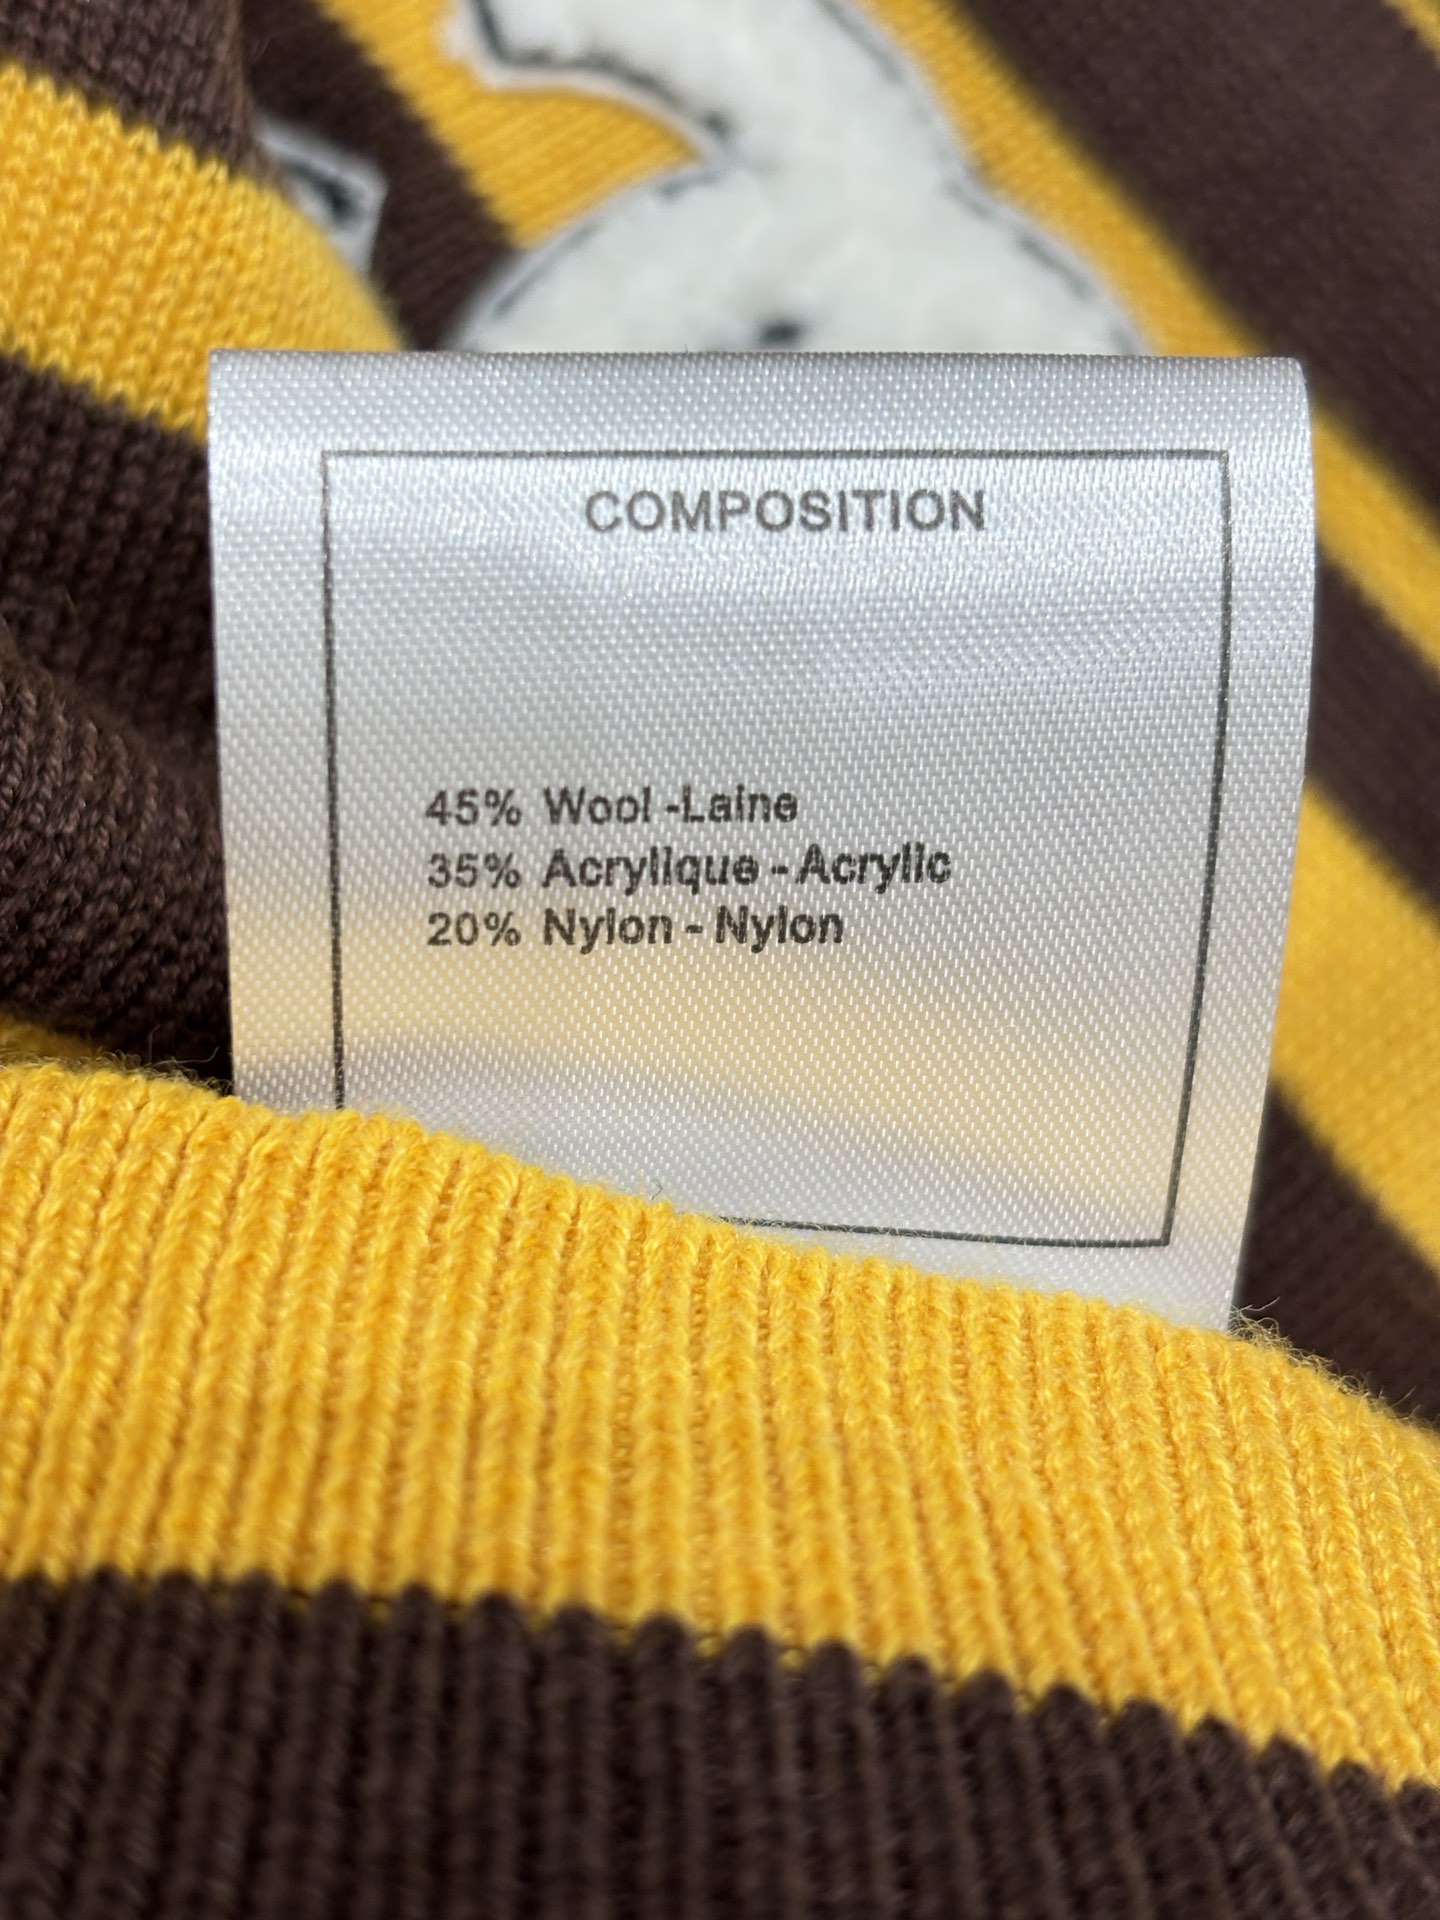 COMPOSITION
45% Wool -Laine
35% Acrylique - Acrylic
20% Nylon - Nylon